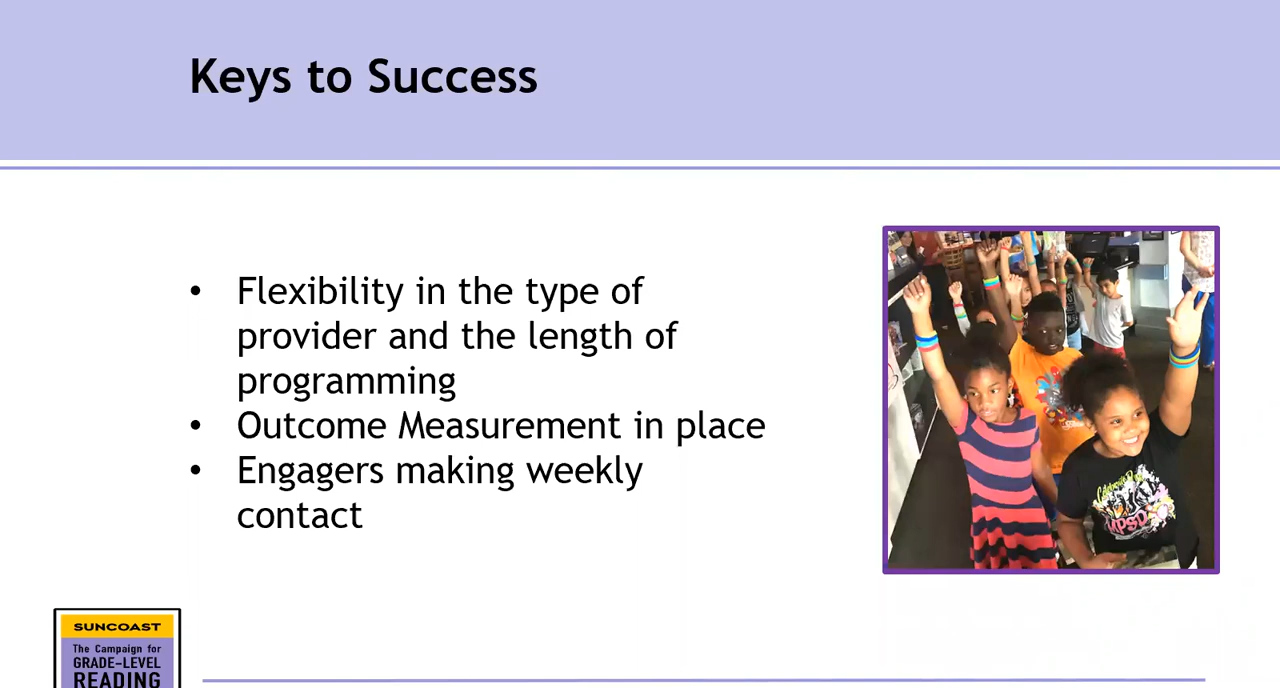 Keys to Success
• Flexibility in the type of
provider and the length of
programming
• Outcome Measurement in place
• Engagers making weekly
contact
MPSD
SUNCOAST
The Campaign for
GRADE-LEVEL
READING